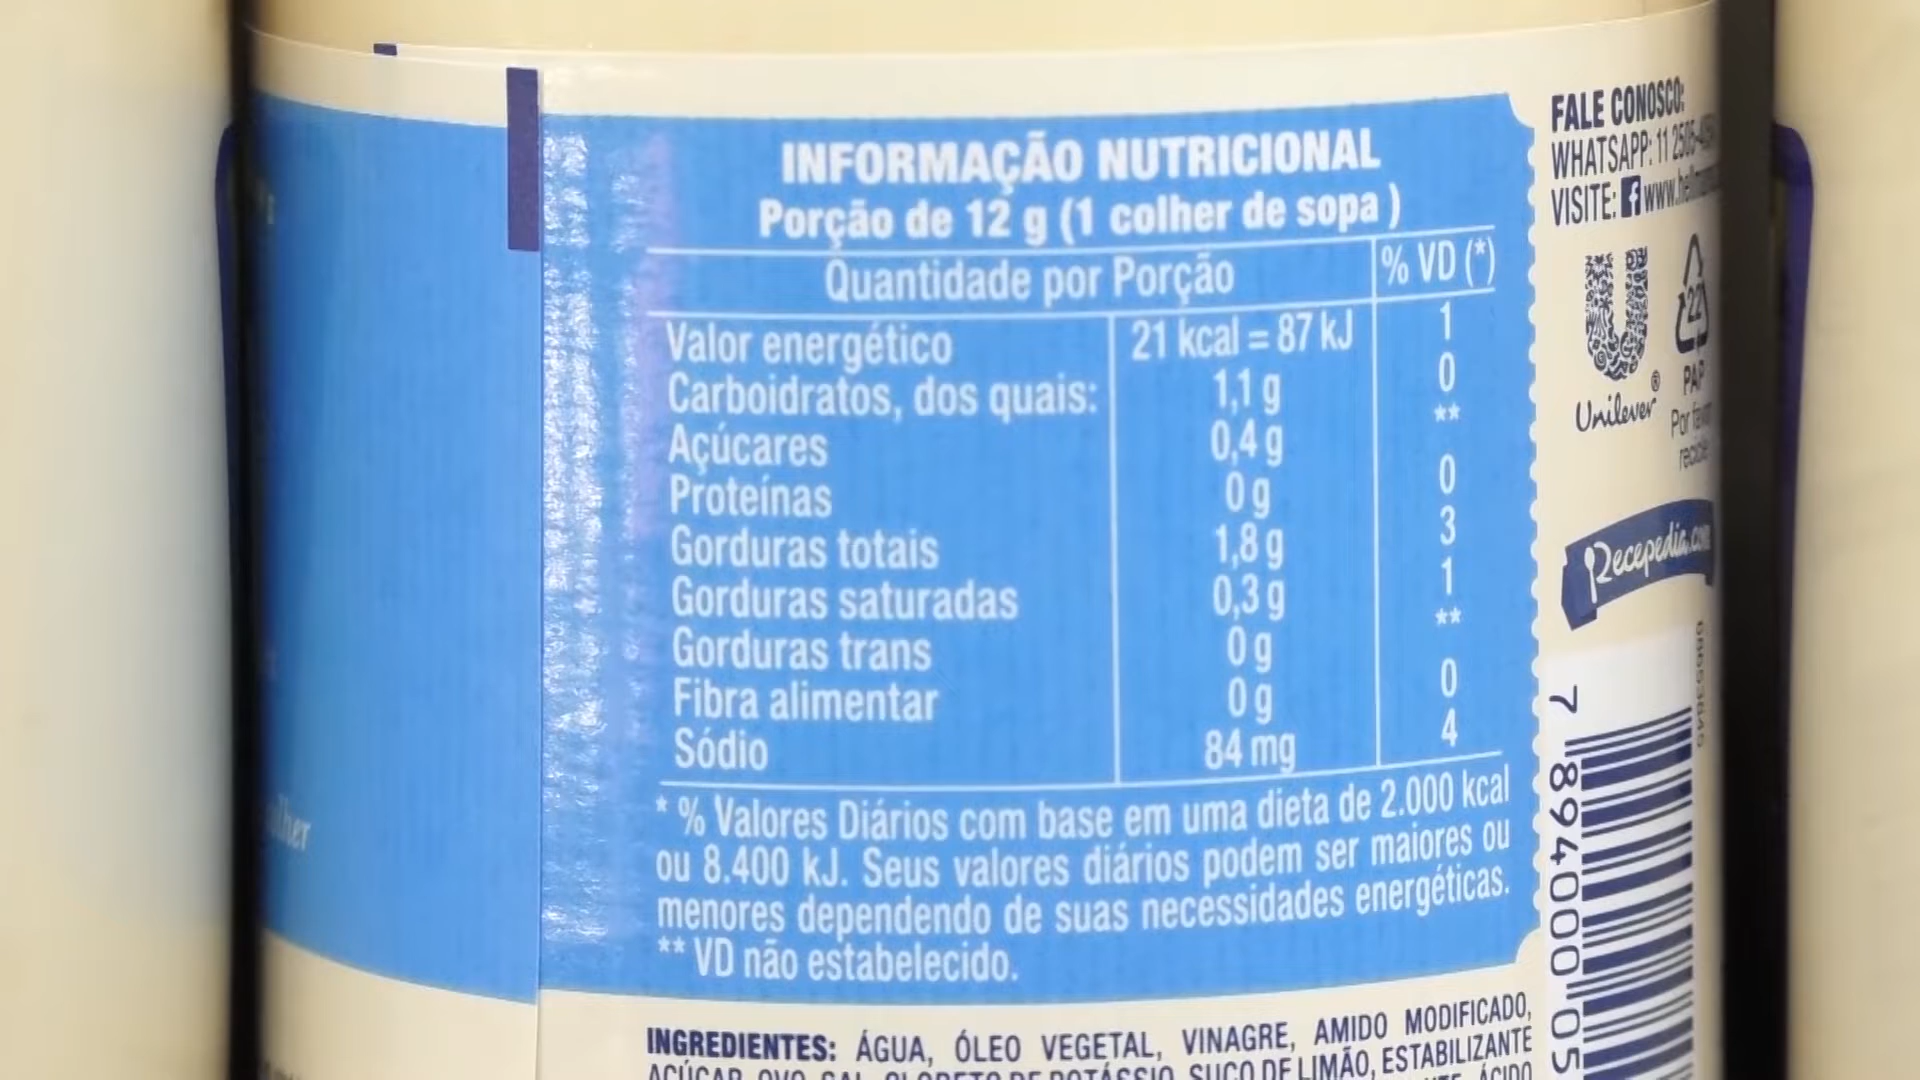 INFORMAÇÃO NUTRICIONAL
Porção de 12 g (1 colher de sopa )
Quantidade por Porção % VD (*)
Valor energético 21 kcal = 87 kJ 1
Carboidratos, dos quais: 1,1 g 0
Açúcares 0,4 g **
Proteínas 0 g 0
Gorduras totais 1,8 g 3
Gorduras saturadas 0,3 g 1
Gorduras trans 0 g **
Fibra alimentar 0 g 0
Sódio 84 mg 4
* % Valores Diários com base em uma dieta de 2.000 kcal
ou 8.400 kJ. Seus valores diários podem ser maiores ou
menores dependendo de suas necessidades energéticas.
** VD não estabelecido.
INGREDIENTES: ÁGUA, ÓLEO VEGETAL, VINAGRE, AMIDO MODIFICADO,
AÇÚCAR, OVO, SAL, CLORETO DE POTÁSSIO, SUCO DE LIMÃO, ESTABILIZANTE
ÁCIDO
FALE CONOSCO:
WHATSAPP: 11
VISITE: f
U
Unilever ®
22
PAP
Por favor
recicle
Recepedia.com
7 894000 05